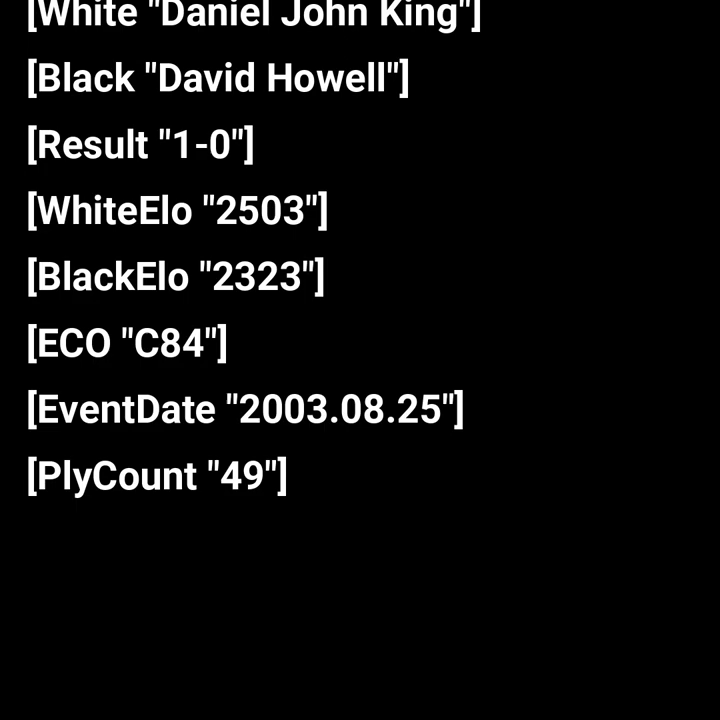 [White "Daniel John King"]
[Black "David Howell"]
[Result "1-0"]
[WhiteElo "2503"]
[BlackElo "2323"]
[ECO "C84"]
[EventDate "2003.08.25"]
[PlyCount "49"]